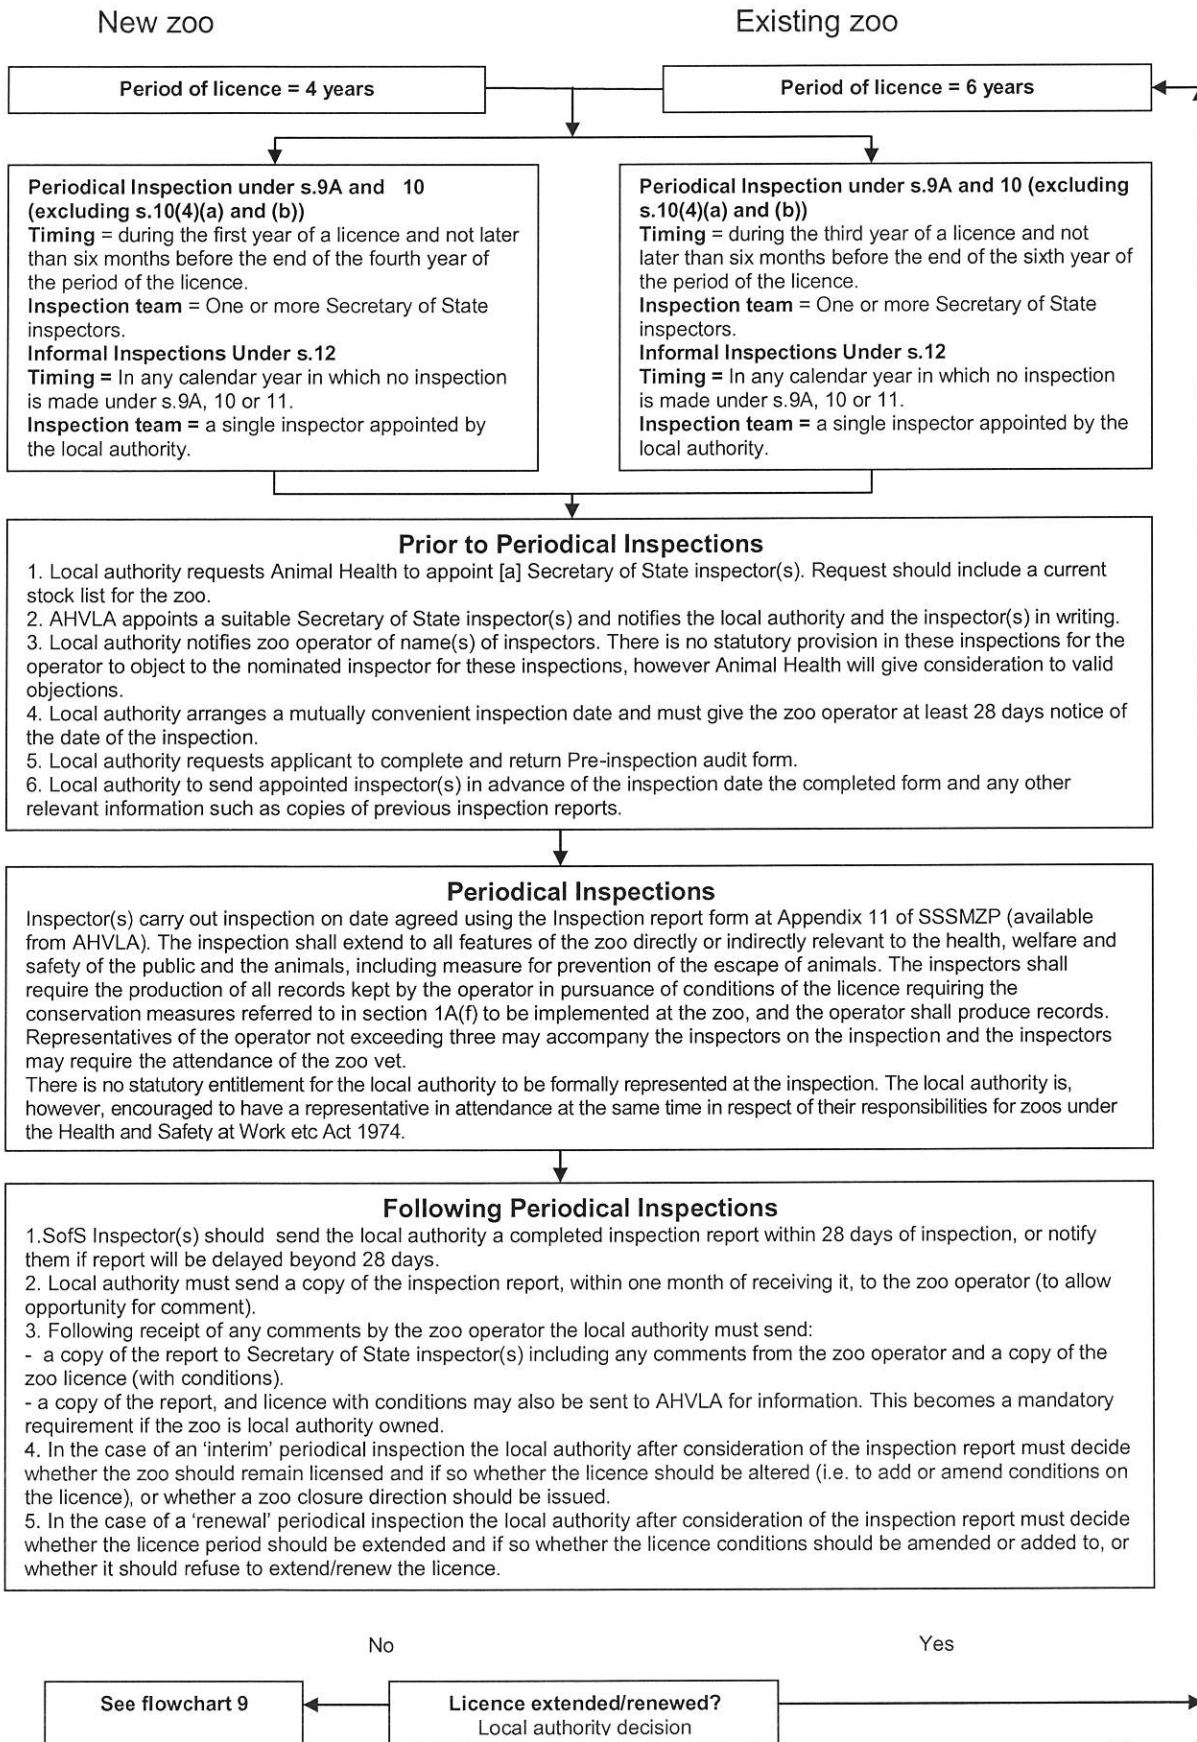 New zoo
Existing zoo
Period of licence = 4 years
Period of licence = 6 years
Periodical Inspection under s.9A and 10
(excluding s.10(4)(a) and (b))
Timing = during the first year of a licence and not later
than six months before the end of the fourth year of
the period of the licence.
Inspection team = One or more Secretary of State
inspectors.
Informal Inspections Under s.12
Timing = In any calendar year in which no inspection
is made under s.9A, 10 or 11.
Inspection team = a single inspector appointed by
the local authority.
Periodical Inspection under s.9A and 10 (excluding
s.10(4)(a) and (b))
Timing = during the third year of a licence and not
later than six months before the end of the sixth year of
the period of the licence.
Inspection team = One or more Secretary of State
inspectors.
Informal Inspections Under s.12
Timing = In any calendar year in which no inspection
is made under s.9A, 10 or 11.
Inspection team = a single inspector appointed by the
local authority.
Prior to Periodical Inspections
1. Local authority requests Animal Health to appoint [a] Secretary of State inspector(s). Request should include a current
stock list for the zoo.
2. AHVLA appoints a suitable Secretary of State inspector(s) and notifies the local authority and the inspector(s) in writing.
3. Local authority notifies zoo operator of name(s) of inspectors. There is no statutory provision in these inspections for the
operator to object to the nominated inspector for these inspections, however Animal Health will give consideration to valid
objections.
4. Local authority arranges a mutually convenient inspection date and must give the zoo operator at least 28 days notice of
the date of the inspection.
5. Local authority requests applicant to complete and return Pre-inspection audit form.
6. Local authority to send appointed inspector(s) in advance of the inspection date the completed form and any other
relevant information such as copies of previous inspection reports.
Periodical Inspections
Inspector(s) carry out inspection on date agreed using the Inspection report form at Appendix 11 of SSSMZP (available
from AHVLA). The inspection shall extend to all features of the zoo directly or indirectly relevant to the health, welfare and
safety of the public and the animals, including measure for prevention of the escape of animals. The inspectors shall
require the production of all records kept by the operator in pursuance of conditions of the licence requiring the
conservation measures referred to in section 1A(f) to be implemented at the zoo, and the operator shall produce records.
Representatives of the operator not exceeding three may accompany the inspectors on the inspection and the inspectors
may require the attendance of the zoo vet.
There is no statutory entitlement for the local authority to be formally represented at the inspection. The local authority is,
however, encouraged to have a representative in attendance at the same time in respect of their responsibilities for zoos under
the Health and Safety at Work etc Act 1974.
Following Periodical Inspections
1.SofS Inspector(s) should send the local authority a completed inspection report within 28 days of inspection, or notify
them if report will be delayed beyond 28 days.
2. Local authority must send a copy of the inspection report, within one month of receiving it, to the zoo operator (to allow
opportunity for comment).
3. Following receipt of any comments by the zoo operator the local authority must send:
- a copy of the report to Secretary of State inspector(s) including any comments from the zoo operator and a copy of the
zoo licence (with conditions).
- a copy of the report, and licence with conditions may also be sent to AHVLA for information. This becomes a mandatory
requirement if the zoo is local authority owned.
4. In the case of an 'interim' periodical inspection the local authority after consideration of the inspection report must decide
whether the zoo should remain licensed and if so whether the licence should be altered (i.e. to add or amend conditions on
the licence), or whether a zoo closure direction should be issued.
5. In the case of a 'renewal' periodical inspection the local authority after consideration of the inspection report must decide
whether the licence period should be extended and if so whether the licence conditions should be amended or added to, or
whether it should refuse to extend/renew the licence.
No
Yes
See flowchart 9
Licence extended/renewed?
Local authority decision